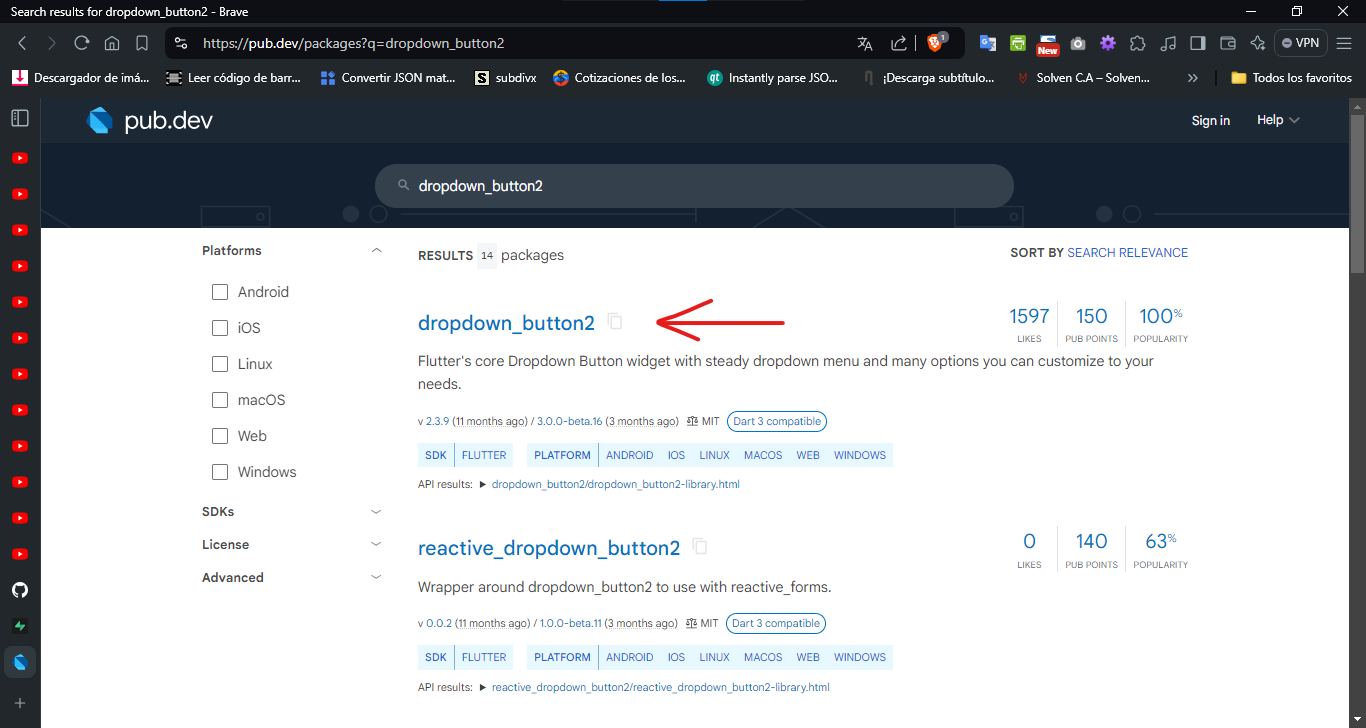 Search results for dropdown_button2 - Brave
https://pub.dev/packages?q=dropdown_button2
1
New
VPN
Descargador de imá...
Leer código de barr...
Convertir JSON mat...
S
subdivx
Cotizaciones de los...
qt
Instantly parse JSO...
¡Descarga subtítulo...
Solven C.A – Solven...
»
Todos los favoritos
pub.dev
Sign in
Help
dropdown_button2
Platforms
Android
iOS
Linux
macOS
Web
Windows
SDKs
License
Advanced
RESULTS 14 packages
SORT BY SEARCH RELEVANCE
dropdown_button2
1597 LIKES
150 PUB POINTS
100% POPULARITY
Flutter's core Dropdown Button widget with steady dropdown menu and many options you can customize to your
needs.
v 2.3.9 (11 months ago) / 3.0.0-beta.16 (3 months ago) MIT Dart 3 compatible
SDK FLUTTER PLATFORM ANDROID IOS LINUX MACOS WEB WINDOWS
API results: ▶ dropdown_button2/dropdown_button2-library.html
reactive_dropdown_button2
0 LIKES
140 PUB POINTS
63% POPULARITY
Wrapper around dropdown_button2 to use with reactive_forms.
v 0.0.2 (11 months ago) / 1.0.0-beta.11 (3 months ago) MIT Dart 3 compatible
SDK FLUTTER PLATFORM ANDROID IOS LINUX MACOS WEB WINDOWS
API results: ▶ reactive_dropdown_button2/reactive_dropdown_button2-library.html